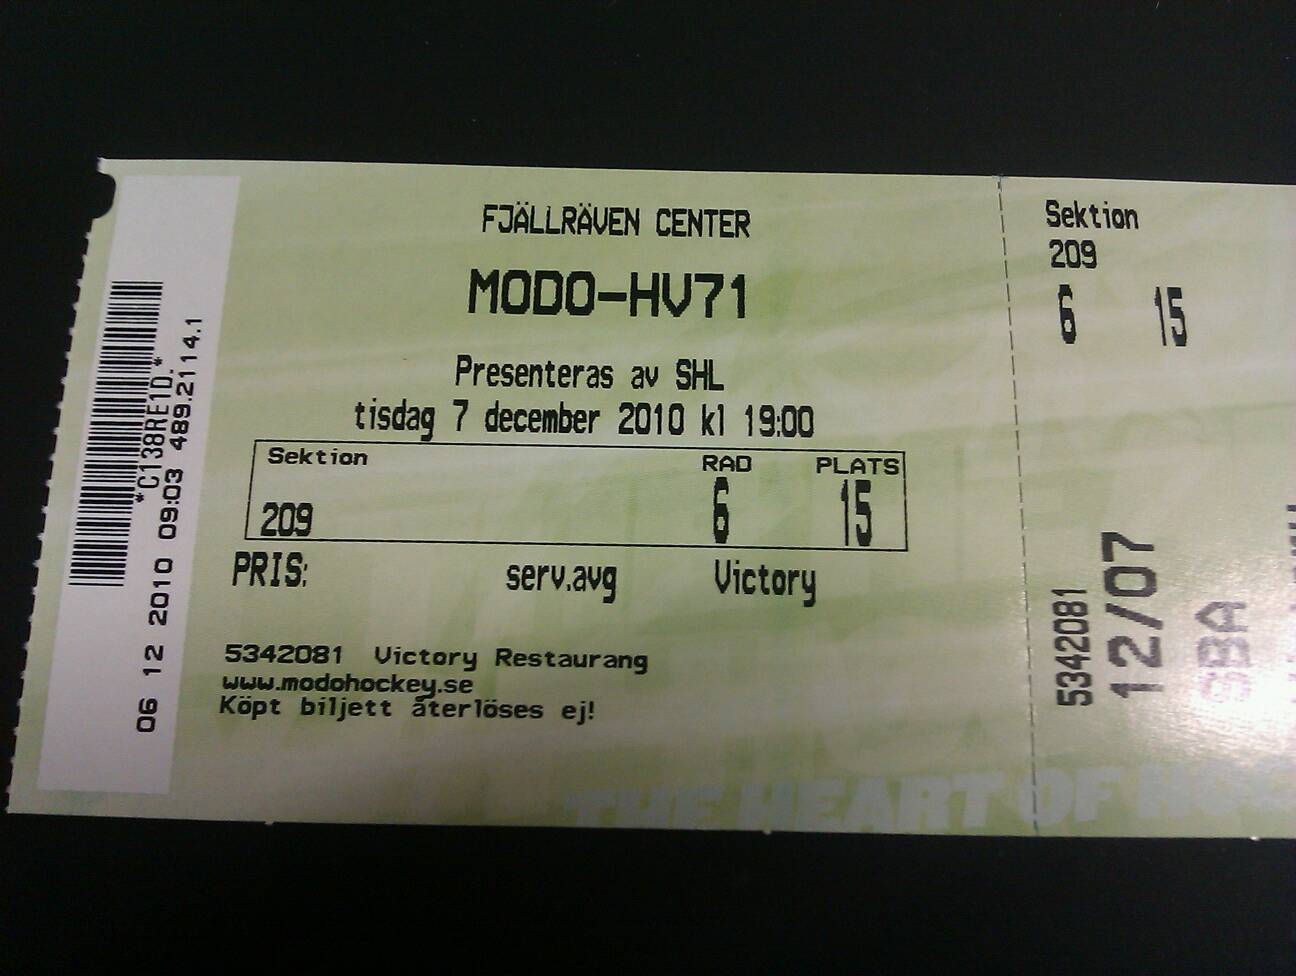 FJÄLLRÄVEN CENTER
MODO-HV71
Presenteras av SHL
tisdag 7 december 2010 kl 19:00
Sektion RAD PLATS
209 6 15
PRIS: serv.avg Victory
5342081 Victory Restaurang
www.modohockey.se
Köpt biljett återlöses ej!
THE HEART OF
*C138RE1D.*
06 12 2010 09:03 489.2114.1
Sektion
209
6 15
5342081
12/07
SBA